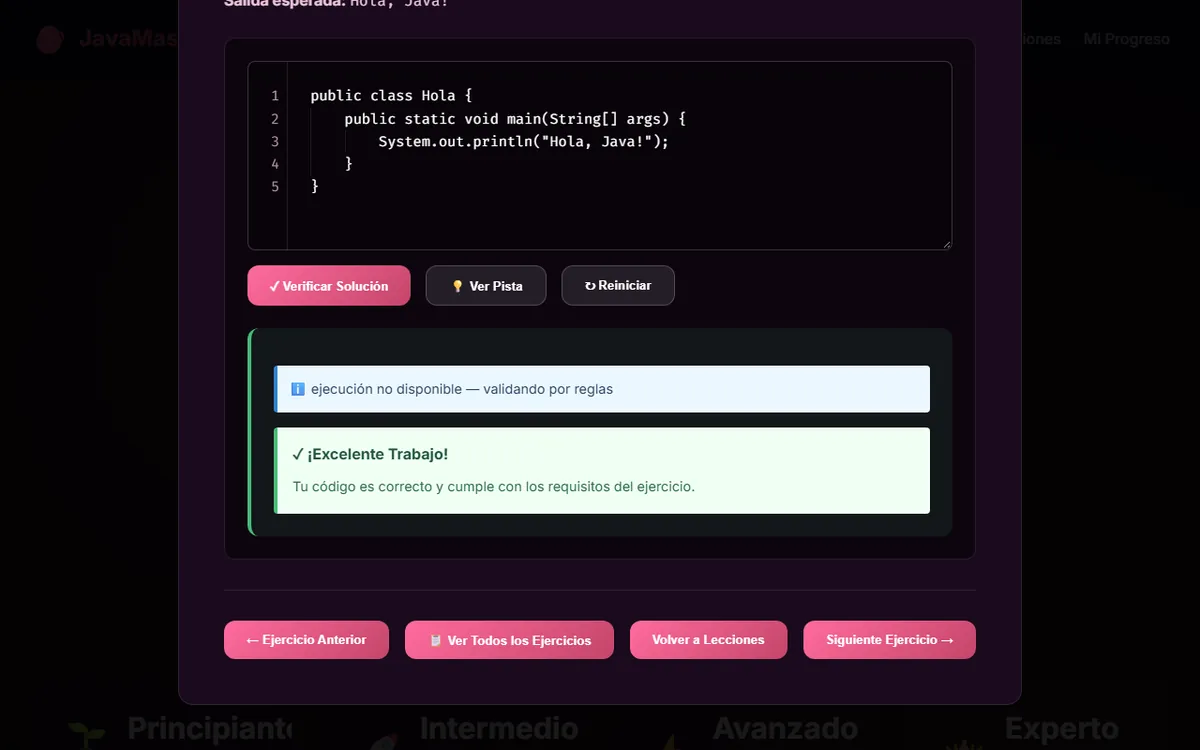 Salida esperada: Hola, Java!
JavaMas
iones Mi Progreso
1 public class Hola {
2 public static void main(String[] args) {
3 System.out.println("Hola, Java!");
4 }
5 }
✓ Verificar Solución
💡 Ver Pista
↻ Reiniciar
ℹ️ ejecución no disponible — validando por reglas
✓ ¡Excelente Trabajo!
Tu código es correcto y cumple con los requisitos del ejercicio.
← Ejercicio Anterior
📋 Ver Todos los Ejercicios
Volver a Lecciones
Siguiente Ejercicio →
Principiante
Intermedio
Avanzado
Experto